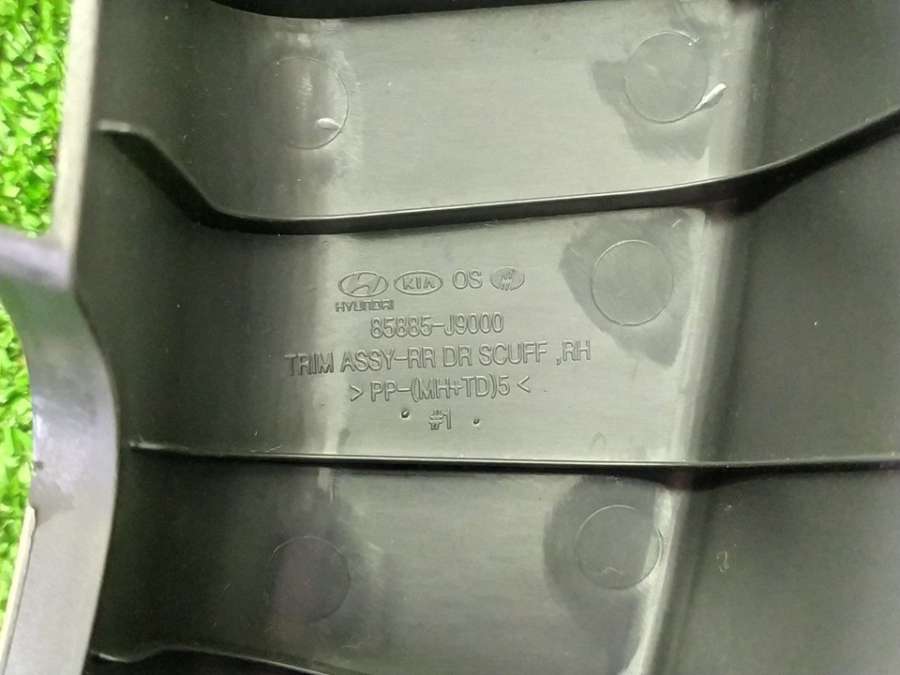 KIA OS
HYUNDAI
85885-J9000
TRIM ASSY-RR DR SCUFF ,RH
> PP-(MH+TD)5 <
#1